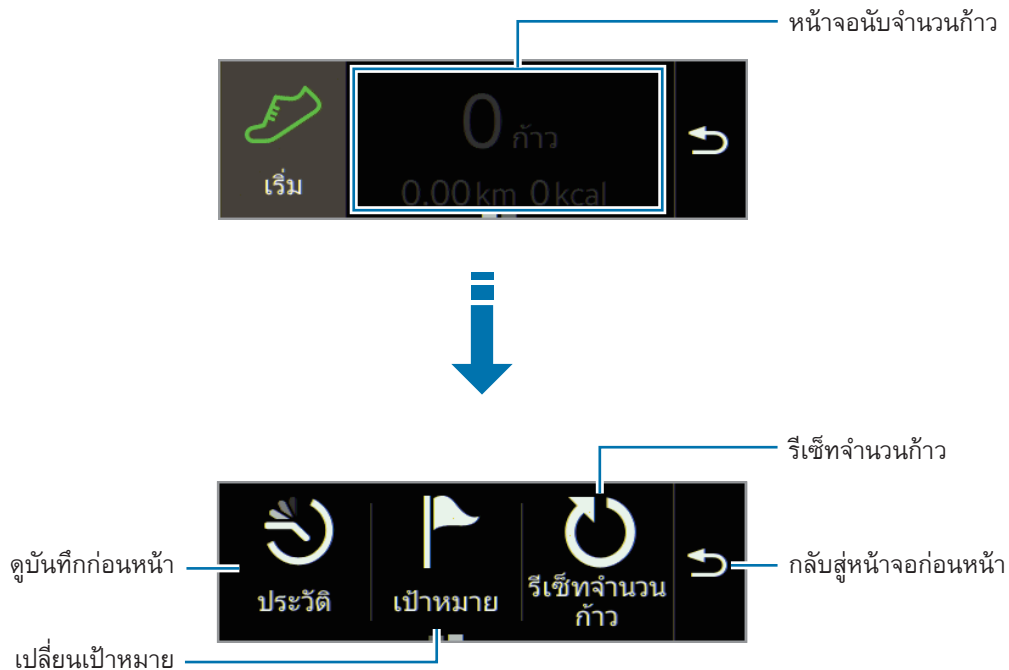 หน้าจอนับจำนวนก้าว
0 ก้าว
เริ่ม
0.00 km 0 kcal
รีเซ็ทจำนวนก้าว
ดูบันทึกก่อนหน้า
ประวัติ
เป้าหมาย
รีเซ็ทจำนวน
ก้าว
กลับสู่หน้าจอก่อนหน้า
เปลี่ยนเป้าหมาย